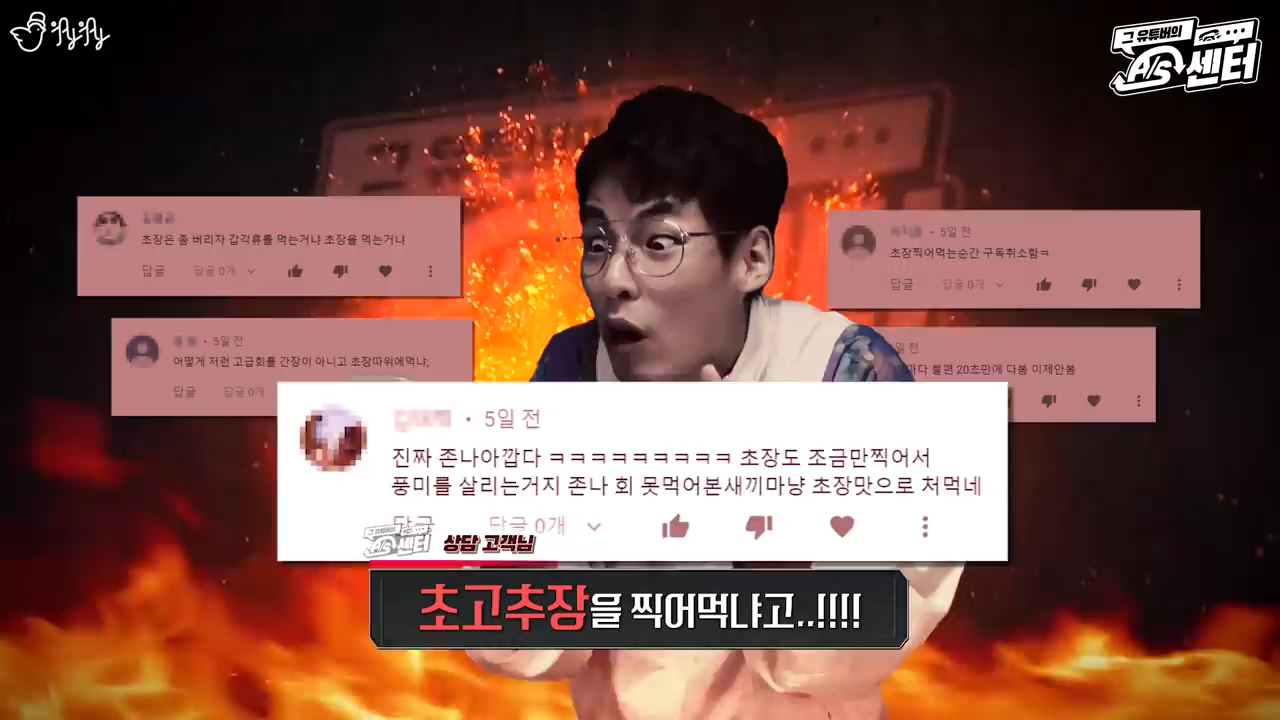 그 유튜버의
A/S 센터
초장은 좀 버리자 갑각류를 먹는거냐 초장을 먹는거냐
답글 답글 0개
• 5일 전
초장찍어먹는순간 구독취소함ㅋ
답글 답글 0개
• 5일 전
어떻게 저런 고급회를 간장이 아니고 초장따위에먹냐,
답글 답글 0개
일 전
마다 불편 20초만에 다봄 이제안봄
• 5일 전
진짜 존나아깝다 ㅋㅋㅋㅋㅋㅋㅋㅋㅋ 초장도 조금만찍어서
풍미를 살리는거지 존나 회 못먹어본새끼마냥 초장맛으로 처먹네
답글 답글 0개
그 유튜버의
A/S 센터 상담 고객님
초고추장을 찍어먹냐고..!!!!